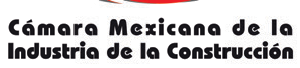 Cámara Mexicana de la
Industria de la Construcción